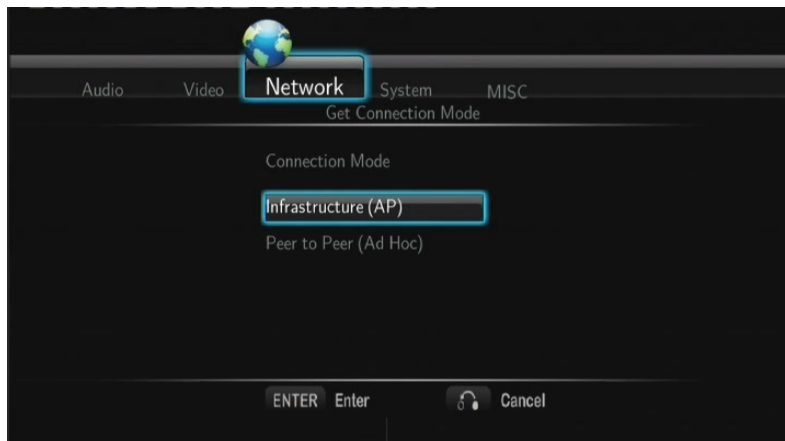 Audio Video Network System MISC
Get Connection Mode
Connection Mode
Infrastructure (AP)
Peer to Peer (Ad Hoc)
ENTER Enter Cancel